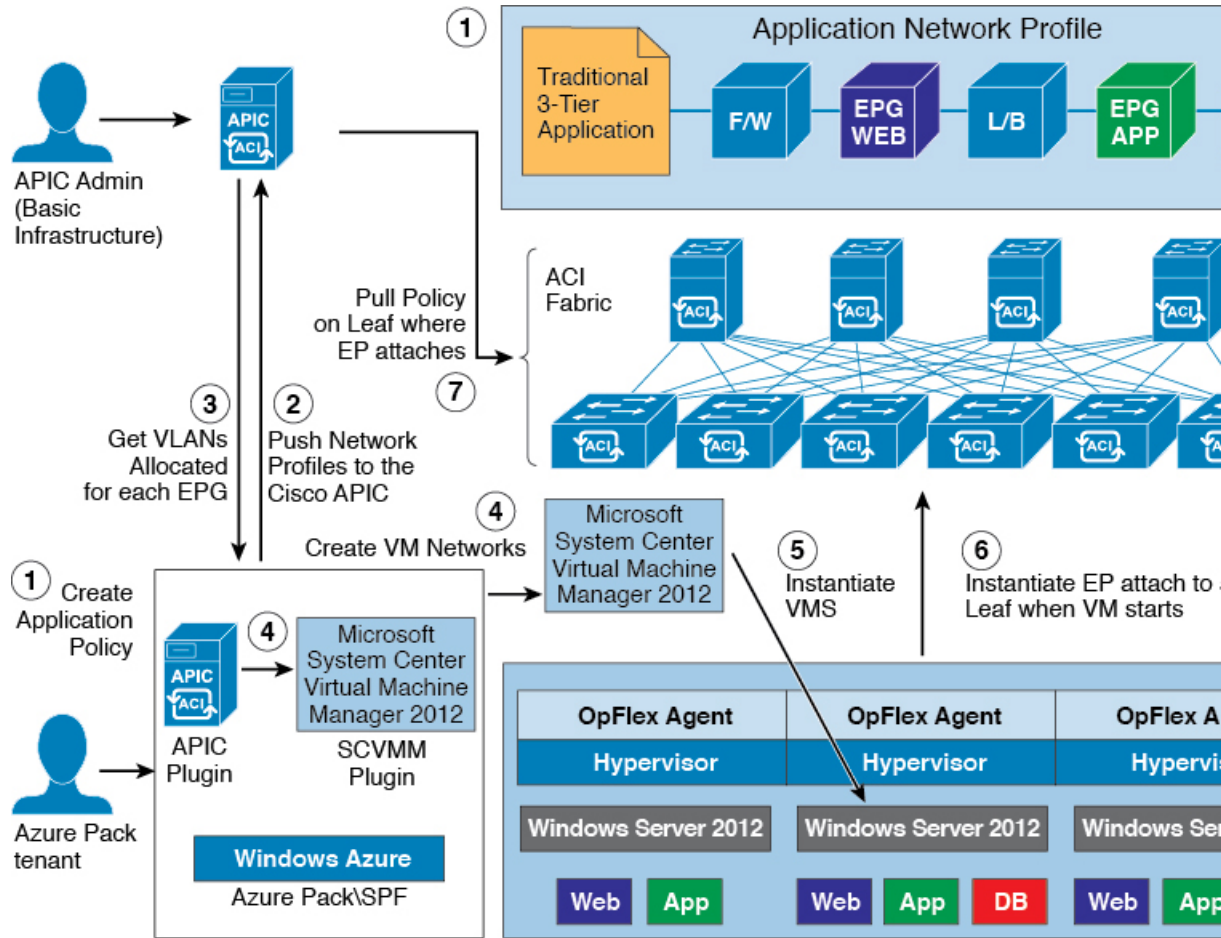 1
Application Network Profile
Traditional
3-Tier
Application
F/W
EPG
WEB
L/B
EPG
APP
APIC
ACI
APIC Admin
(Basic
Infrastructure)
Pull Policy
on Leaf where
EP attaches
7
ACI
Fabric
ACI
ACI
ACI
ACI
ACI
ACI
ACI
ACI
ACI
3
Get VLANs
Allocated
for each EPG
2
Push Network
Profiles to the
Cisco APIC
4
Create VM Networks
Microsoft
System Center
Virtual Machine
Manager 2012
5
Instantiate
VMS
6
Instantiate EP attach to
Leaf when VM starts
1
Create
Application
Policy
APIC
ACI
APIC
Plugin
4
Microsoft
System Center
Virtual Machine
Manager 2012
SCVMM
Plugin
Azure Pack
tenant
Windows Azure
Azure Pack\SPF
OpFlex Agent
Hypervisor
Windows Server 2012
Web
App
OpFlex Agent
Hypervisor
Windows Server 2012
Web
App
DB
OpFlex
Windows
Web